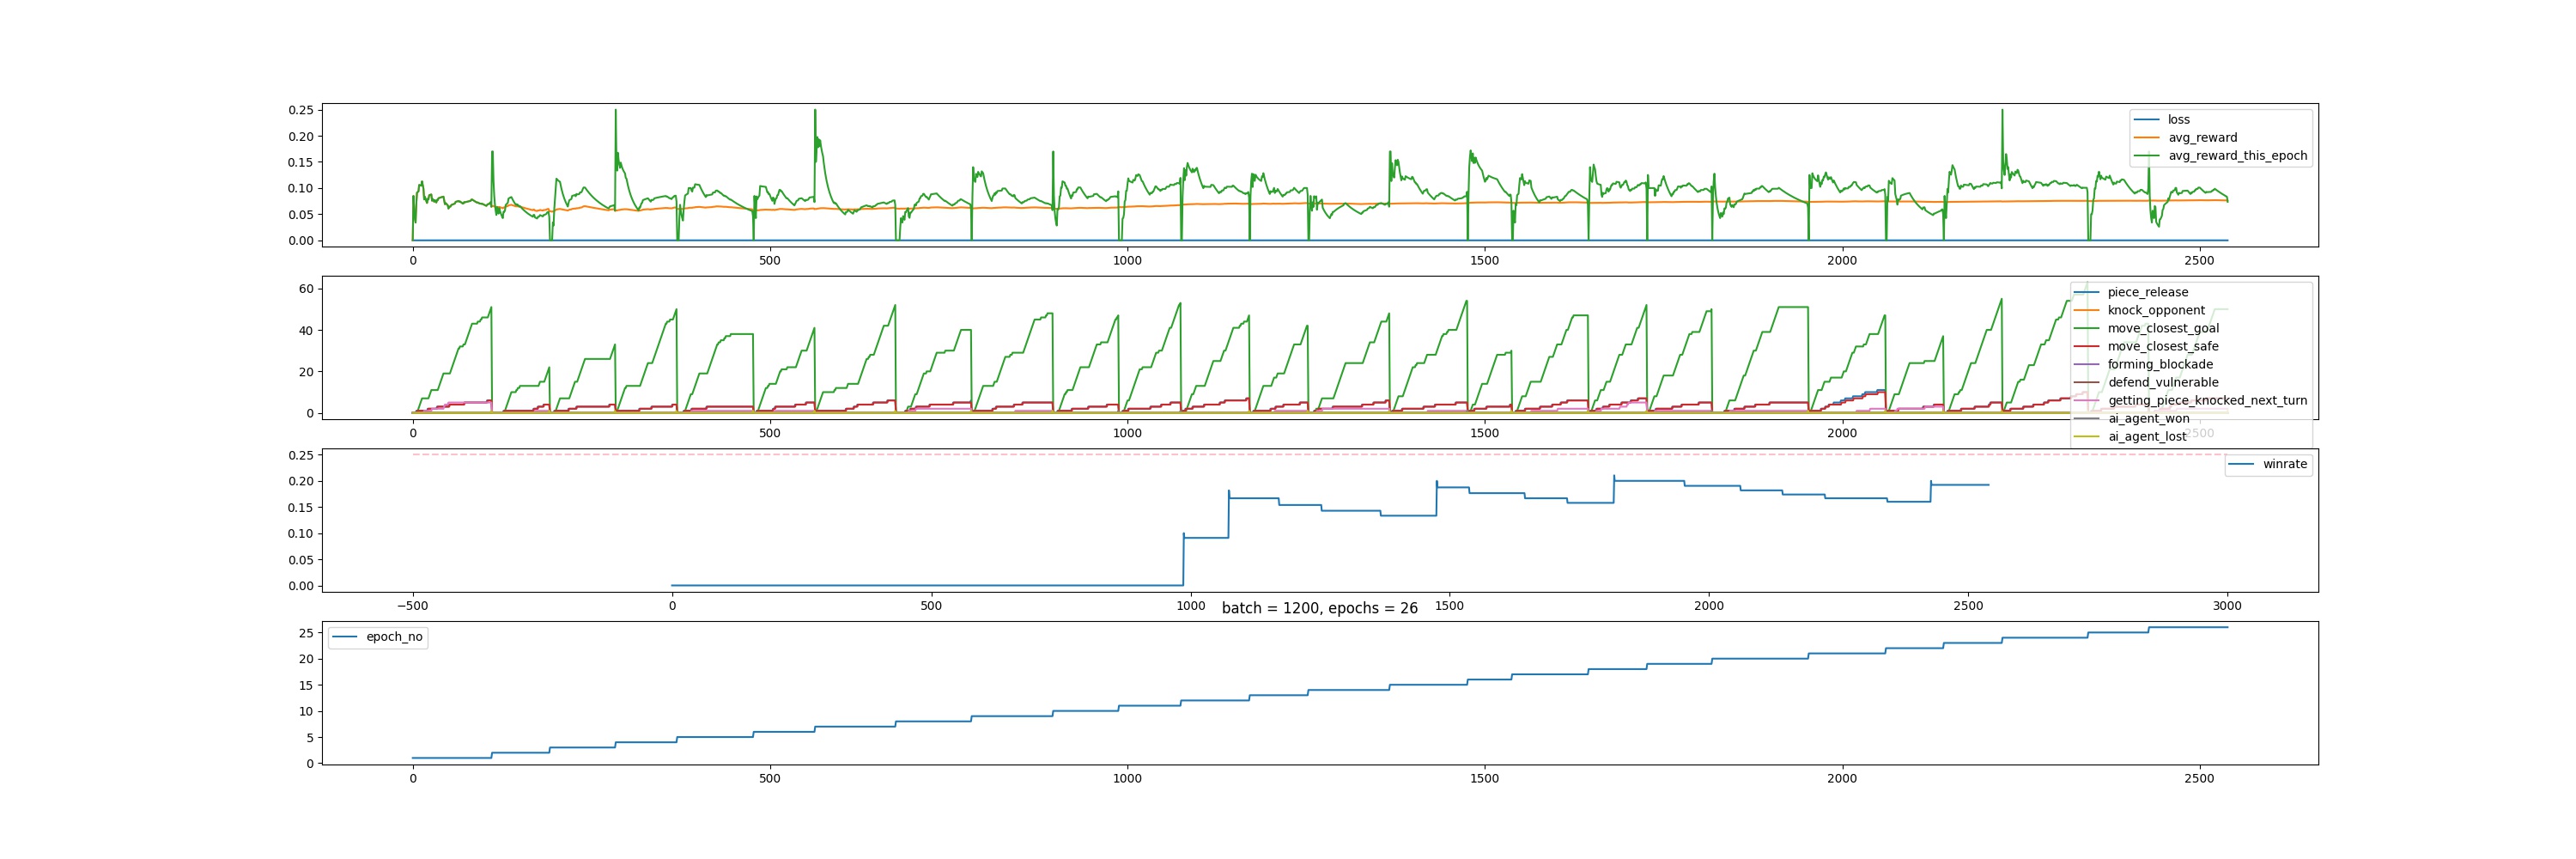 0.25
0.20
0.15
0.10
0.05
0.00
loss
avg_reward
avg_reward_this_epoch
0 500 1000 1500 2000 2500
60
40
20
0
piece_release
knock_opponent
move_closest_goal
move_closest_safe
forming_blockade
defend_vulnerable
getting_piece_knocked_next_turn
ai_agent_won
ai_agent_lost
0 500 1000 1500 2000 2500
0.25
0.20
0.15
0.10
0.05
0.00
winrate
−500 0 500 1000 1500 2000 2500 3000
batch = 1200, epochs = 26
25
20
15
10
5
0
epoch_no
0 500 1000 1500 2000 2500